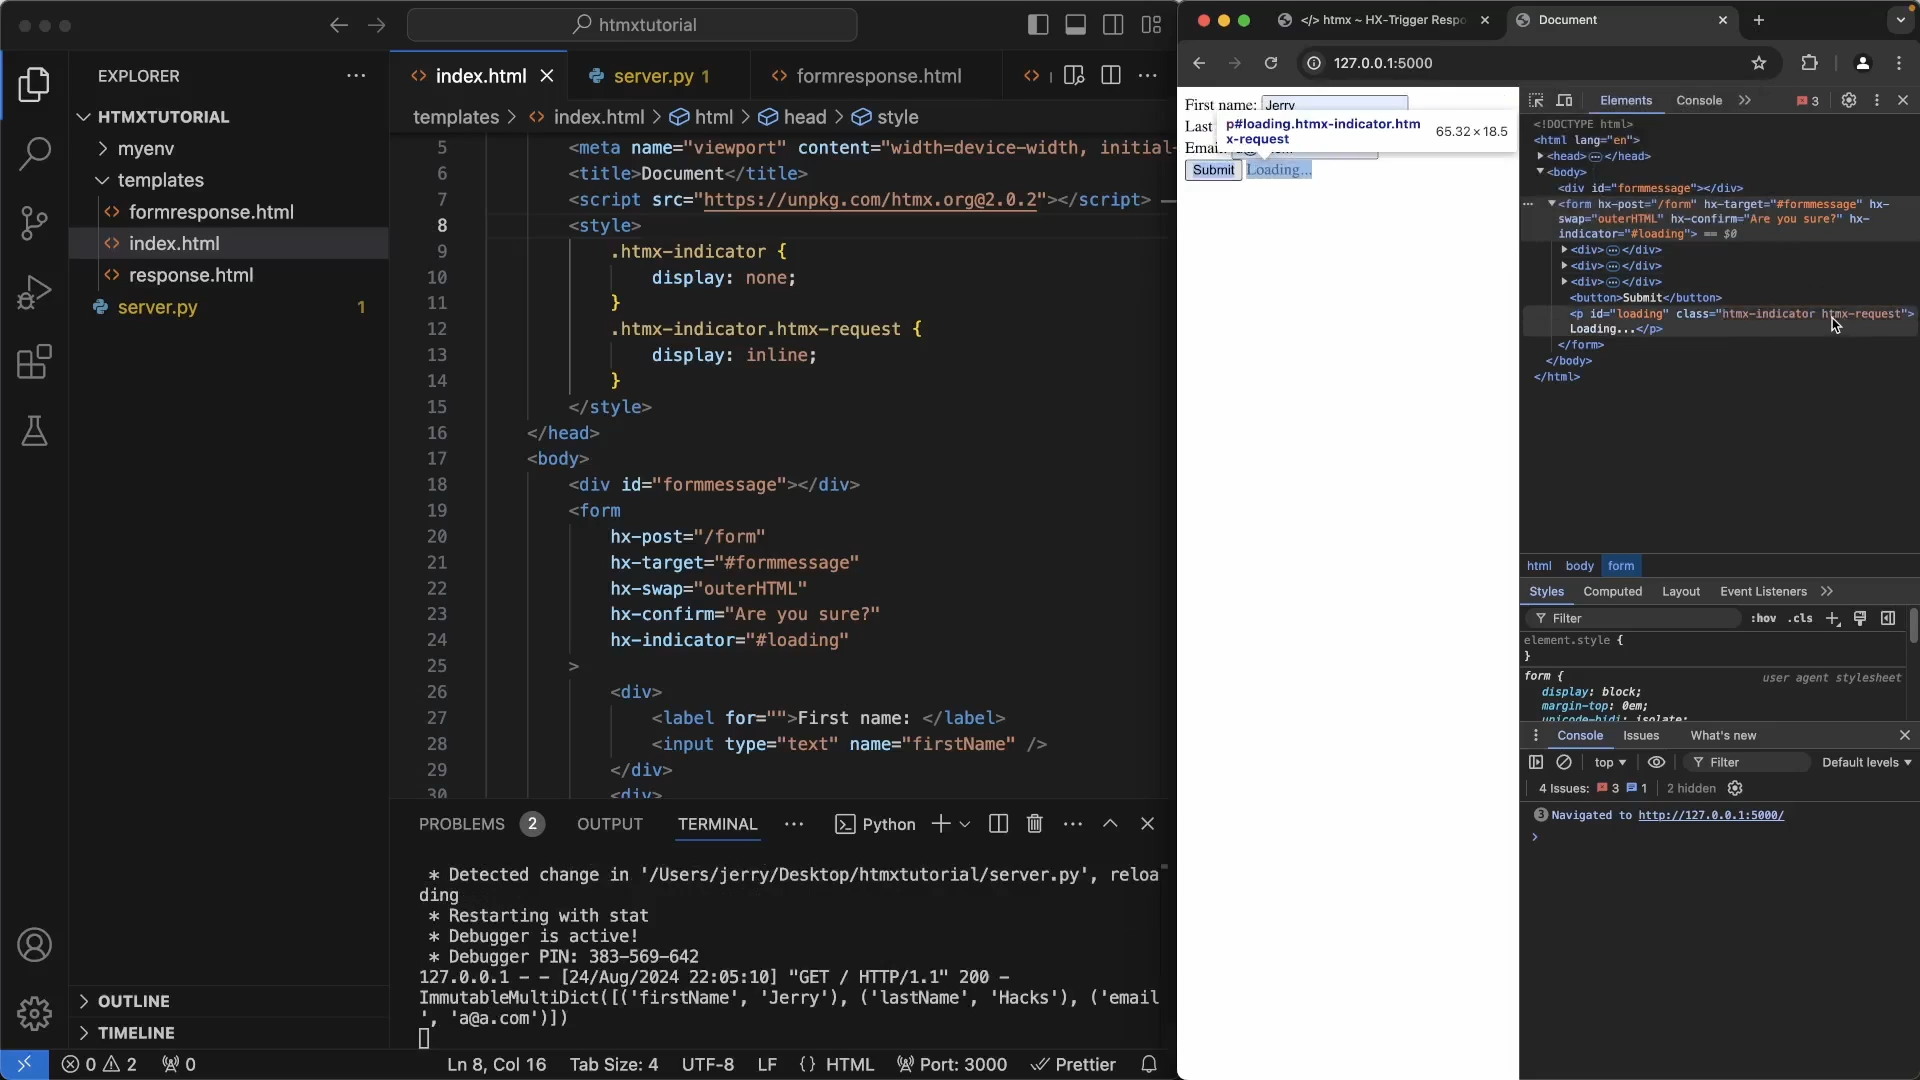 htmxtutorial
EXPLORER
HTMXTUTORIAL
myenv
templates
formresponse.html
index.html
response.html
server.py
1
OUTLINE
TIMELINE
index.html
server.py 1
formresponse.html
templates > index.html > html > head > style
5 <meta name="viewport" content="width=device-width, initial-
6 <title>Document</title>
7 <script src="https://unpkg.com/htmx.org@2.0.2"></script>
8 <style>
9 .htmx-indicator {
10 display: none;
11 }
12 .htmx-indicator.htmx-request {
13 display: inline;
14 }
15 </style>
16 </head>
17 <body>
18 <div id="formmessage"></div>
19 <form
20 hx-post="/form"
21 hx-target="#formmessage"
22 hx-swap="outerHTML"
23 hx-confirm="Are you sure?"
24 hx-indicator="#loading"
25 >
26 <div>
27 <label for="">First name: </label>
28 <input type="text" name="firstName" />
29 </div>
30 <div>
PROBLEMS 2 OUTPUT TERMINAL Python
* Detected change in '/Users/jerry/Desktop/htmxtutorial/server.py', reloa
ding
* Restarting with stat
* Debugger is active!
* Debugger PIN: 383-569-642
127.0.0.1 - - [24/Aug/2024 22:05:10] "GET / HTTP/1.1" 200 -
ImmutableMultiDict([('firstName', 'Jerry'), ('lastName', 'Hacks'), ('email
', 'a@a.com')])
0 2 0 Ln 8, Col 16 Tab Size: 4 UTF-8 LF {} HTML Port: 3000 Prettier
</> htmx ~ HX-Trigger Respo
Document
127.0.0.1:5000
First name: Jerry
Last
Email
p#loading.htmx-indicator.htm
x-request
65.32 × 18.5
Submit Loading...
Elements Console 3
<!DOCTYPE html>
<html lang="en">
<head></head>
<body>
<div id="formmessage"></div>
<form hx-post="/form" hx-target="#formmessage" hx-
swap="outerHTML" hx-confirm="Are you sure?" hx-
indicator="#loading"> == $0
<div></div>
<div></div>
<div></div>
<button>Submit</button>
<p id="loading" class="htmx-indicator htmx-request">
Loading...</p>
</form>
</body>
</html>
html body form
Styles Computed Layout Event Listeners
Filter :hov .cls
element.style {
}
form { user agent stylesheet
display: block;
margin-top: 0em;
unicode-bidi: isolate;
Console Issues What's new
top Filter Default levels
4 Issues: 3 1 2 hidden
3 Navigated to http://127.0.0.1:5000/